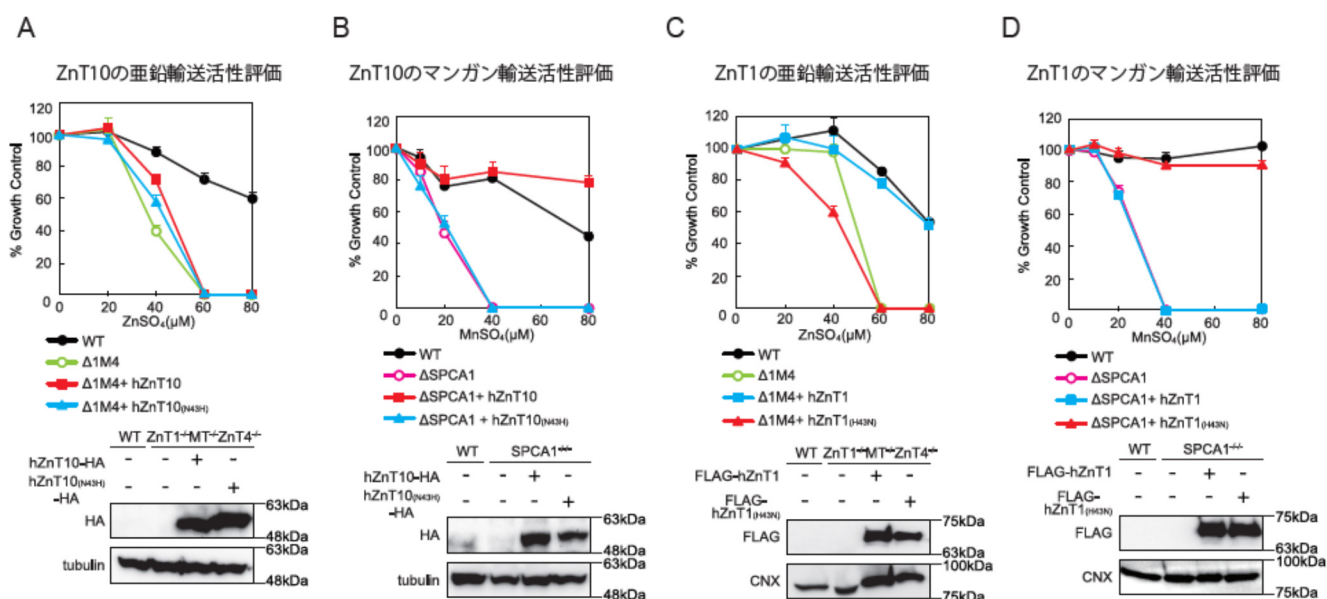 A
ZnT10の亜鉛輸送活性評価
120
100
80
60
40
20
0
% Growth Control
0 20 40 60 80
ZnSO₄(μM)
WT
Δ1M4
Δ1M4+ hZnT10
Δ1M4+ hZnT10(N43H)
WT ZnT1-/-MT-/-ZnT4-/-
hZnT10-HA - - + -
hZnT10(N43H) - - - +
-HA
HA
63kDa
48kDa
tubulin
63kDa
48kDa
B
ZnT10のマンガン輸送活性評価
120
100
80
60
40
20
0
% Growth Control
0 20 40 60 80
MnSO₄(μM)
WT
ΔSPCA1
ΔSPCA1+ hZnT10
ΔSPCA1 + hZnT10(N43H)
WT SPCA1-/-
hZnT10-HA - - + -
hZnT10(N43H) - - - +
-HA
HA
63kDa
48kDa
tubulin
63kDa
48kDa
C
ZnT1の亜鉛輸送活性評価
120
100
80
60
40
20
0
% Growth Control
0 20 40 60 80
ZnSO₄(μM)
WT
Δ1M4
Δ1M4+ hZnT1
Δ1M4+ hZnT1(H43N)
WT ZnT1-/-MT-/-ZnT4-/-
FLAG-hZnT1 - - + -
FLAG- - - - +
hZnT1(H43N)
FLAG
75kDa
63kDa
CNX
100kDa
75kDa
D
ZnT1のマンガン輸送活性評価
120
100
80
60
40
20
0
% Growth Control
0 20 40 60 80
MnSO₄(μM)
WT
ΔSPCA1
ΔSPCA1+ hZnT1
ΔSPCA1+ hZnT1(H43N)
WT SPCA1-/-
FLAG-hZnT1 - - + -
FLAG- - - - +
hZnT1(H43N)
FLAG
75kDa
63kDa
CNX
100kDa
75kDa